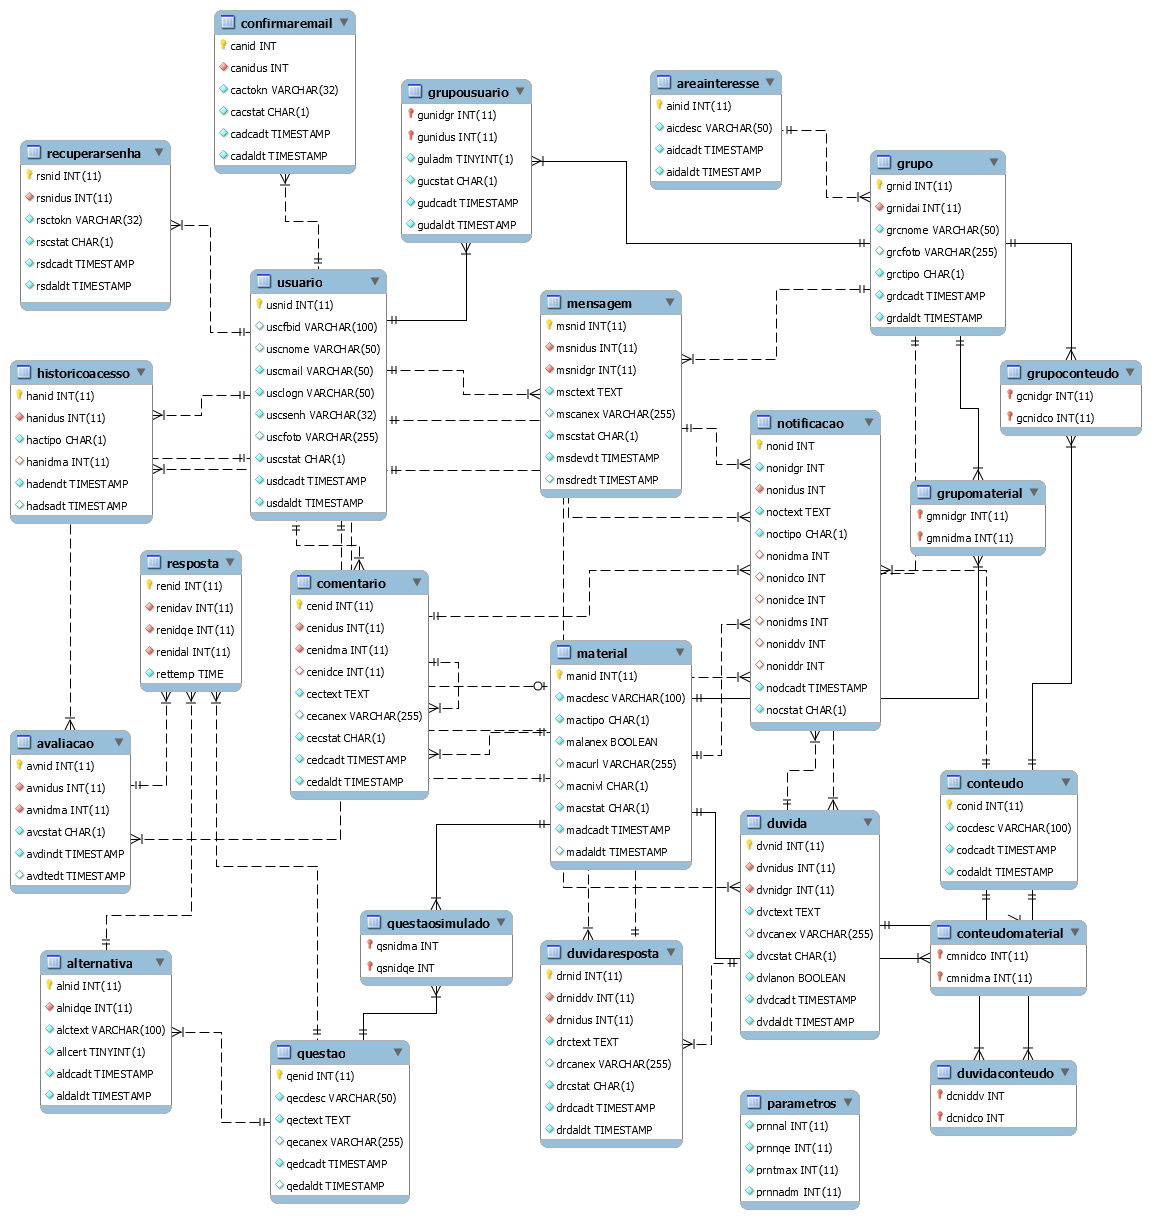 confirmaremail
canid INT
canidus INT
cactokn VARCHAR(32)
cacstat CHAR(1)
cadcadt TIMESTAMP
cadaldt TIMESTAMP
grupousuario
gunidgr INT(11)
gunidus INT(11)
guladm TINYINT(1)
gucstat CHAR(1)
gudcadt TIMESTAMP
gudaldt TIMESTAMP
areainteresse
ainid INT(11)
aicdesc VARCHAR(50)
aidcadt TIMESTAMP
aidaldt TIMESTAMP
recuperarsenha
rsnid INT(11)
rsnidus INT(11)
rsctokn VARCHAR(32)
rscstat CHAR(1)
rsdcadt TIMESTAMP
rsdaldt TIMESTAMP
grupo
grnid INT(11)
grnidai INT(11)
grcnome VARCHAR(50)
grcfoto VARCHAR(255)
grctipo CHAR(1)
grdcadt TIMESTAMP
grdaldt TIMESTAMP
usuario
usnid INT(11)
uscfbid VARCHAR(100)
uscnome VARCHAR(50)
uscmail VARCHAR(50)
usclogn VARCHAR(50)
uscsenh VARCHAR(32)
uscfoto VARCHAR(255)
uscstat CHAR(1)
usdcadt TIMESTAMP
usdaldt TIMESTAMP
mensagem
msnid INT(11)
msnidus INT(11)
msnidgr INT(11)
msctext TEXT
mscanex VARCHAR(255)
mscstat CHAR(1)
msdevdt TIMESTAMP
msdredt TIMESTAMP
historicoacesso
hanid INT(11)
hanidus INT(11)
hactipo CHAR(1)
hanidma INT(11)
hadendt TIMESTAMP
hadsadt TIMESTAMP
grupoconteudo
gcnidgr INT(11)
gcnidco INT(11)
notificacao
nonid INT
nonidgr INT
nonidus INT
noctext TEXT
noctipo CHAR(1)
nonidma INT
nonidco INT
nonidce INT
nonidms INT
noniddv INT
noniddr INT
nodcadt TIMESTAMP
nocstat CHAR(1)
grupomaterial
gmnidgr INT(11)
gmnidma INT(11)
resposta
renid INT(11)
renidav INT(11)
renidqe INT(11)
renidal INT(11)
rettemp TIME
comentario
cenid INT(11)
cenidus INT(11)
cenidma INT(11)
cenidce INT(11)
cectext TEXT
cecanex VARCHAR(255)
cecstat CHAR(1)
cedcadt TIMESTAMP
cedaldt TIMESTAMP
material
manid INT(11)
macdesc VARCHAR(100)
mactipo CHAR(1)
malanex BOOLEAN
macurl VARCHAR(255)
macnivl CHAR(1)
macstat CHAR(1)
madcadt TIMESTAMP
madaldt TIMESTAMP
avaliacao
avnid INT(11)
avnidus INT(11)
avnidma INT(11)
avcstat CHAR(1)
avdindt TIMESTAMP
avdtedt TIMESTAMP
conteudo
conid INT(11)
cocdesc VARCHAR(100)
codcadt TIMESTAMP
codaldt TIMESTAMP
duvida
dvnid INT(11)
dvnidus INT(11)
dvnidgr INT(11)
dvctext TEXT
dvcanex VARCHAR(255)
dvcstat CHAR(1)
dvlanon BOOLEAN
dvdcadt TIMESTAMP
dvdaldt TIMESTAMP
questaosimulado
qsnidma INT
qsnidqe INT
conteudomaterial
cmnidco INT(11)
cmnidma INT(11)
duvidaresposta
drnid INT(11)
drniddv INT(11)
drnidus INT(11)
drctext TEXT
drcanex VARCHAR(255)
drcstat CHAR(1)
drdcadt TIMESTAMP
drdaldt TIMESTAMP
alternativa
alnid INT(11)
alnidqe INT(11)
alctext VARCHAR(100)
allcert TINYINT(1)
aldcadt TIMESTAMP
aldaldt TIMESTAMP
questao
qenid INT(11)
qecdesc VARCHAR(50)
qectext TEXT
qecanex VARCHAR(255)
qedcadt TIMESTAMP
qedaldt TIMESTAMP
duvidaconteudo
dcniddv INT
dcnidco INT
parametros
prnnal INT(11)
prnnqe INT(11)
prntmax INT(11)
prnnadm INT(11)